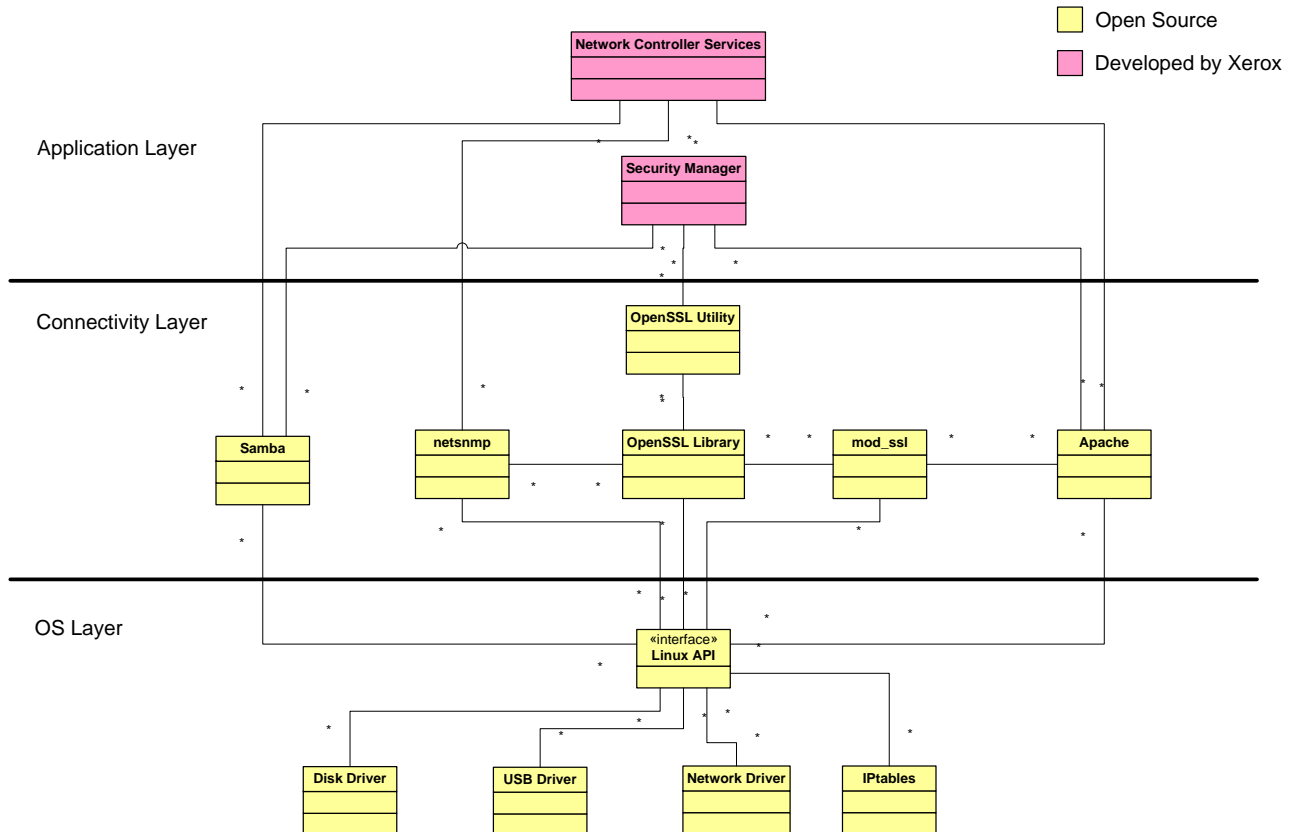 Open Source
Developed by Xerox
Network Controller Services
Application Layer
* * *
Security Manager
* * * *
Connectivity Layer
OpenSSL Utility
* * * * * * *
Samba
netsnmp
OpenSSL Library
* *
mod_ssl
* *
Apache
* *
* * * * *
* * *
OS Layer
* *
«interface»
Linux API
*
* * * * * * * *
Disk Driver
USB Driver
Network Driver
IPtables